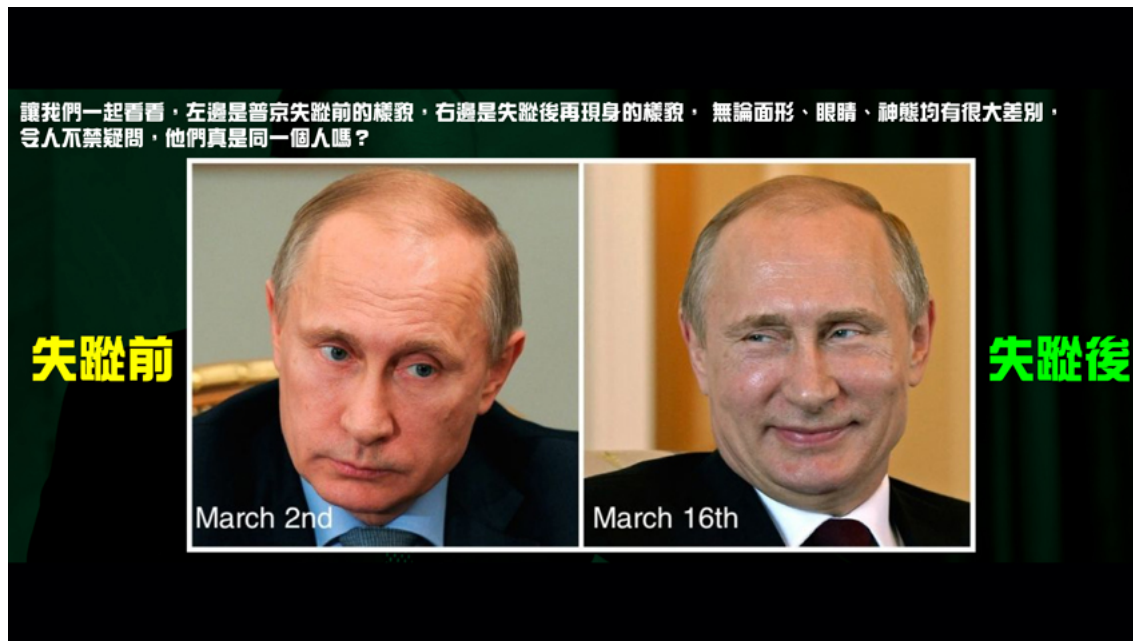 讓我們一起看看，左邊是普京失蹤前的樣貌，右邊是失蹤後再現身的樣貌， 無論面形、眼睛、神態均有很大差別，
令人不禁疑問，他們真是同一個人嗎？
失蹤前
失蹤後
March 2nd
March 16th